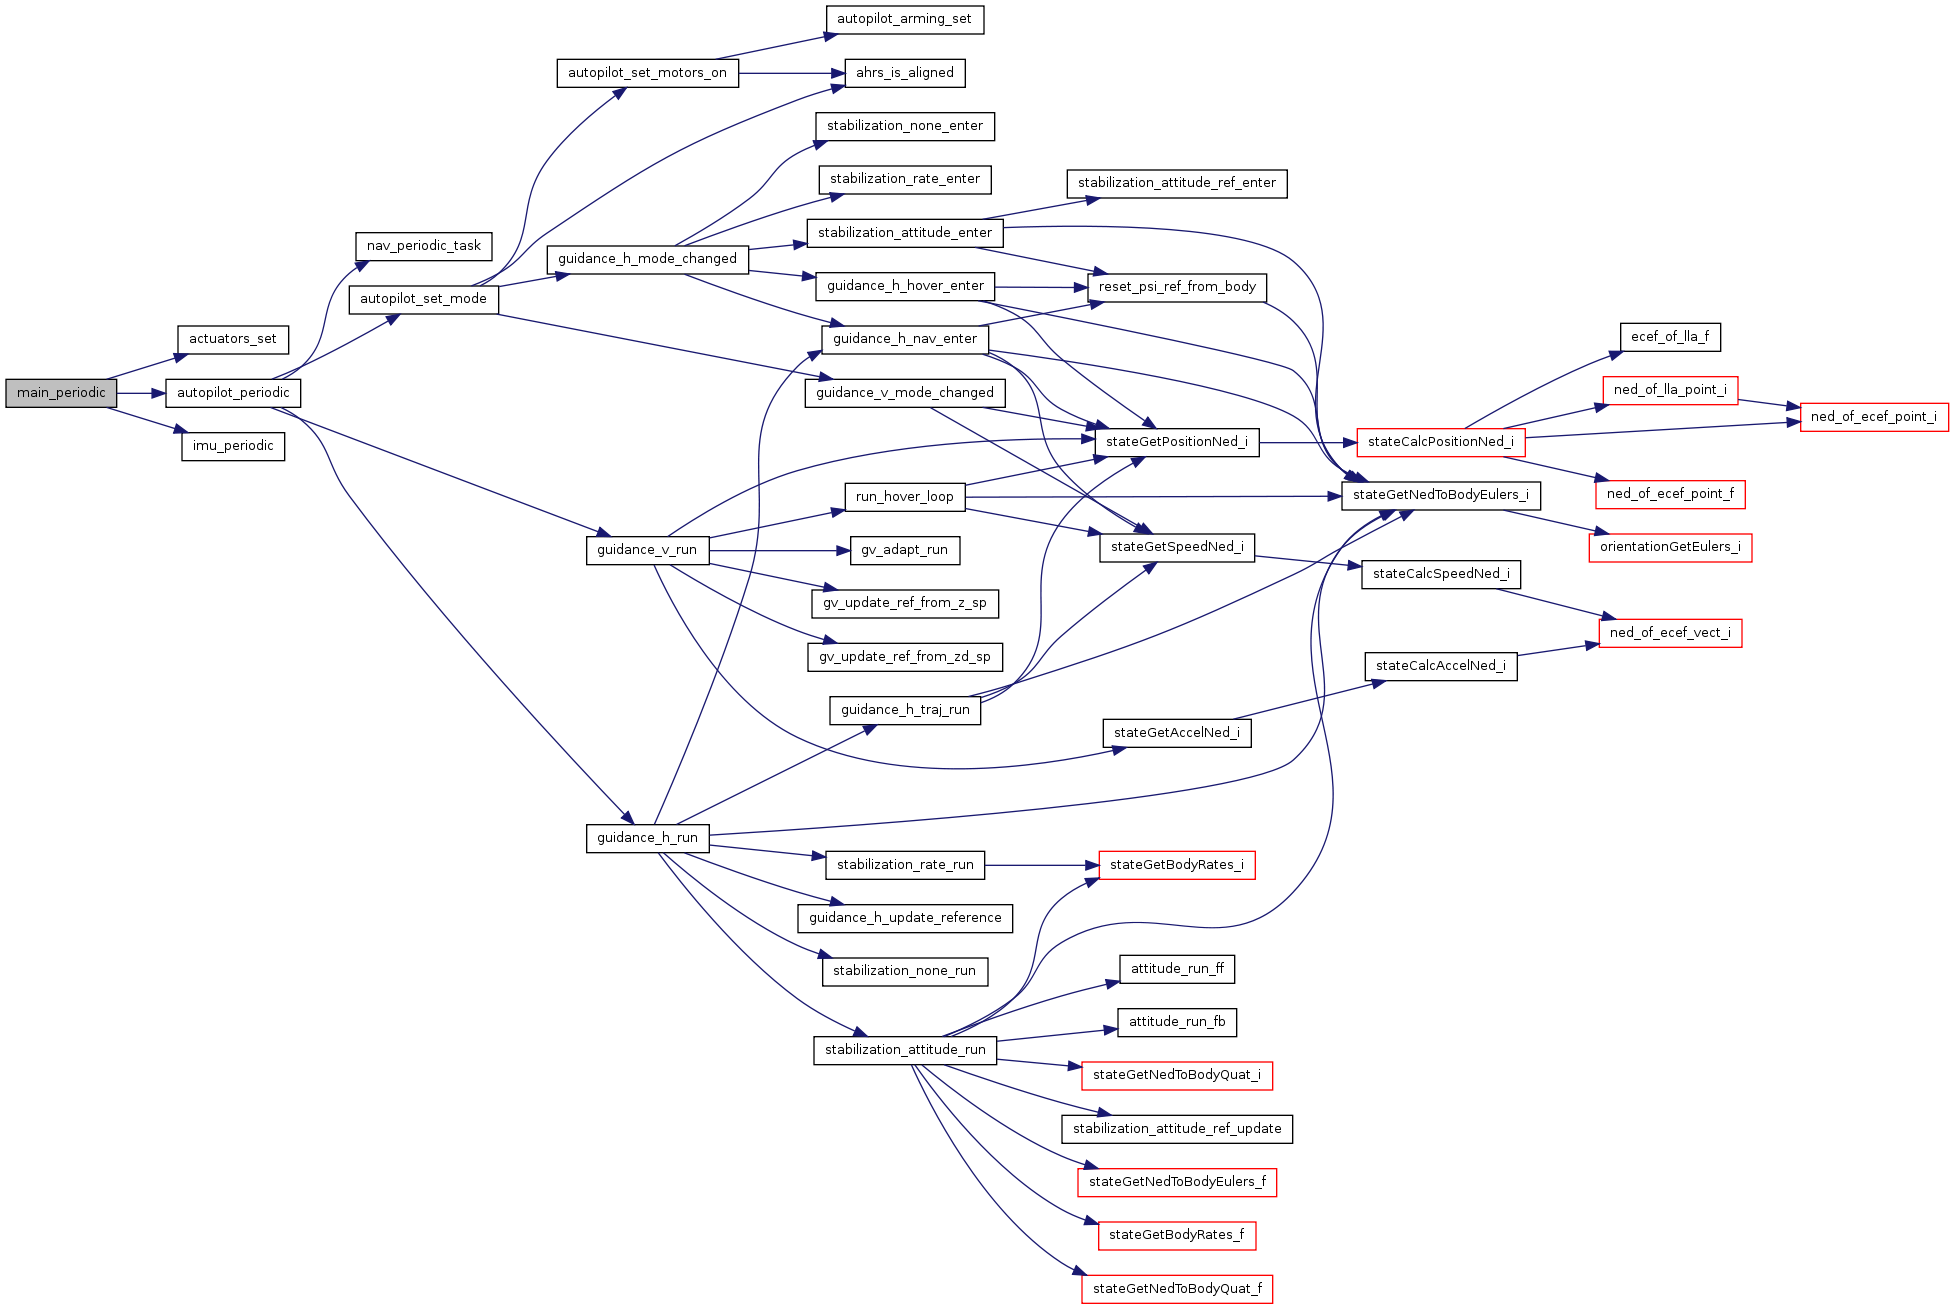 main_periodic
actuators_set
autopilot_periodic
imu_periodic
nav_periodic_task
autopilot_set_mode
autopilot_set_motors_on
guidance_h_mode_changed
guidance_v_run
guidance_h_run
autopilot_arming_set
ahrs_is_aligned
stabilization_none_enter
stabilization_rate_enter
stabilization_attitude_enter
guidance_h_hover_enter
guidance_h_nav_enter
guidance_v_mode_changed
run_hover_loop
gv_adapt_run
gv_update_ref_from_z_sp
gv_update_ref_from_zd_sp
guidance_h_traj_run
stabilization_rate_run
guidance_h_update_reference
stabilization_none_run
stabilization_attitude_run
stabilization_attitude_ref_enter
reset_psi_ref_from_body
stateGetPositionNed_i
stateGetSpeedNed_i
stateGetAccelNed_i
stateGetBodyRates_i
attitude_run_ff
attitude_run_fb
stateGetNedToBodyQuat_i
stabilization_attitude_ref_update
stateGetNedToBodyEulers_f
stateGetBodyRates_f
stateGetNedToBodyQuat_f
stateCalcPositionNed_i
stateGetNedToBodyEulers_i
stateCalcSpeedNed_i
stateCalcAccelNed_i
ecef_of_lla_f
ned_of_lla_point_i
ned_of_ecef_point_f
orientationGetEulers_i
ned_of_ecef_vect_i
ned_of_ecef_point_i